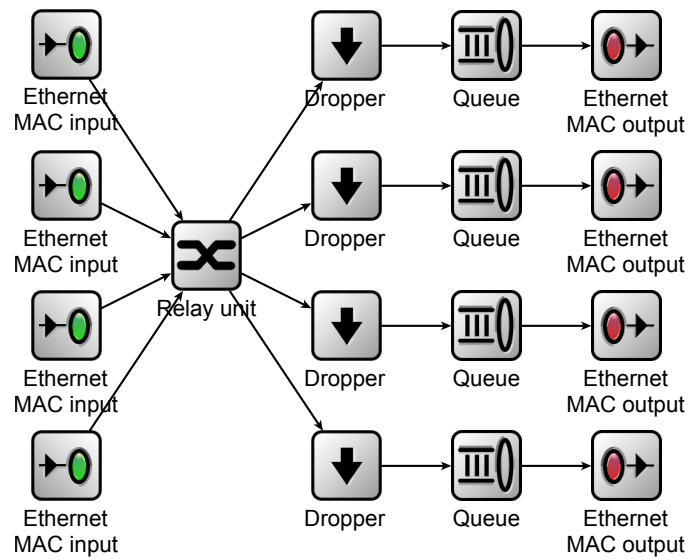 Ethernet
MAC input
Dropper
Queue
Ethernet
MAC output
Ethernet
MAC input
Dropper
Queue
Ethernet
MAC output
Relay unit
Ethernet
MAC input
Dropper
Queue
Ethernet
MAC output
Ethernet
MAC input
Dropper
Queue
Ethernet
MAC output